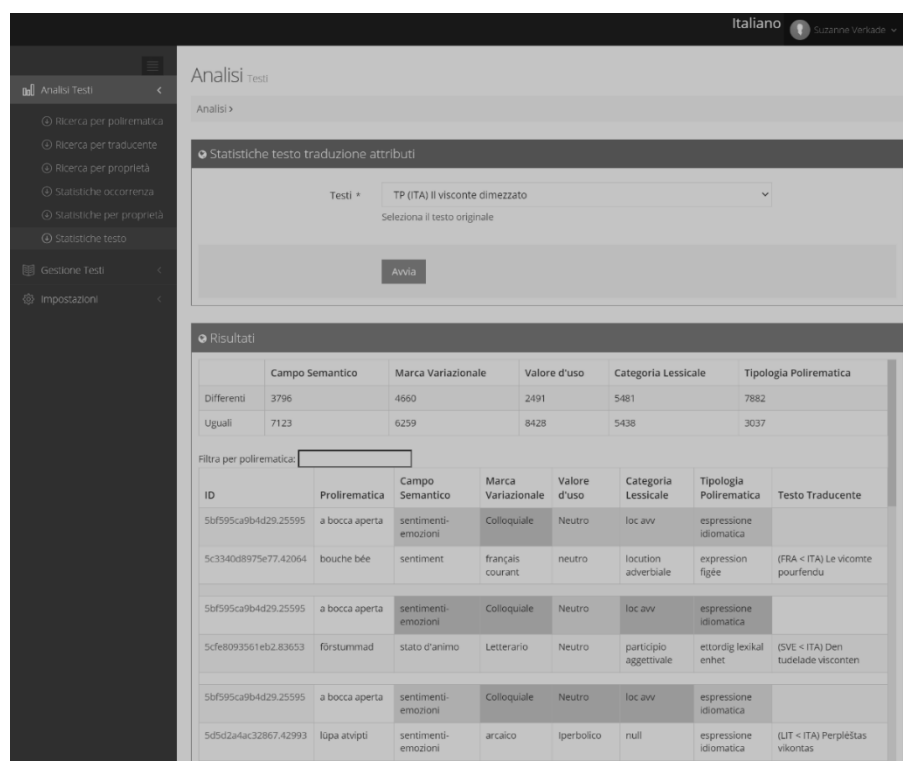 Italiano
Suzanne Verkade
Analisi Testi
Ricerca per polirematica
Ricerca per traducente
Ricerca per proprietà
Statistiche occorrenza
Statistiche per proprietà
Statistiche testo
Gestione Testi
Impostazioni
Analisi Testi
Analisi >
Statistiche testo traduzione attributi
Testi * TP (ITA) Il visconte dimezzato
Seleziona il testo originale
Avvia
Risultati
Campo Semantico Marca Variazionale Valore d'uso Categoria Lessicale Tipologia Polirematica
Differenti 3796 4660 2491 5481 7882
Uguali 7123 6259 8428 5438 3037
Filtra per polirematica:
ID Prolirematica Campo Semantico Marca Variazionale Valore d'uso Categoria Lessicale Tipologia Polirematica Testo Traducente
5bf595ca9b4d29.25595 a bocca aperta sentimenti-emozioni Colloquiale Neutro loc avv espressione idiomatica
5c3340d8975e77.42064 bouche bée sentiment français courant neutro locution adverbiale expression figée (FRA < ITA) Le vicomte pourfendu
5bf595ca9b4d29.25595 a bocca aperta sentimenti-emozioni Colloquiale Neutro loc avv espressione idiomatica
5cfe8093561eb2.83653 förstummad stato d'animo Letterario Neutro participio aggettivale ettordig lexikal enhet (SVE < ITA) Den tudelade visconten
5bf595ca9b4d29.25595 a bocca aperta sentimenti-emozioni Colloquiale Neutro loc avv espressione idiomatica
5d5d2a4ac32867.42993 lūpa atvipti sentimenti-emozioni arcaico Iperbolico null espressione idiomatica (LIT < ITA) Perplėštas vikontas